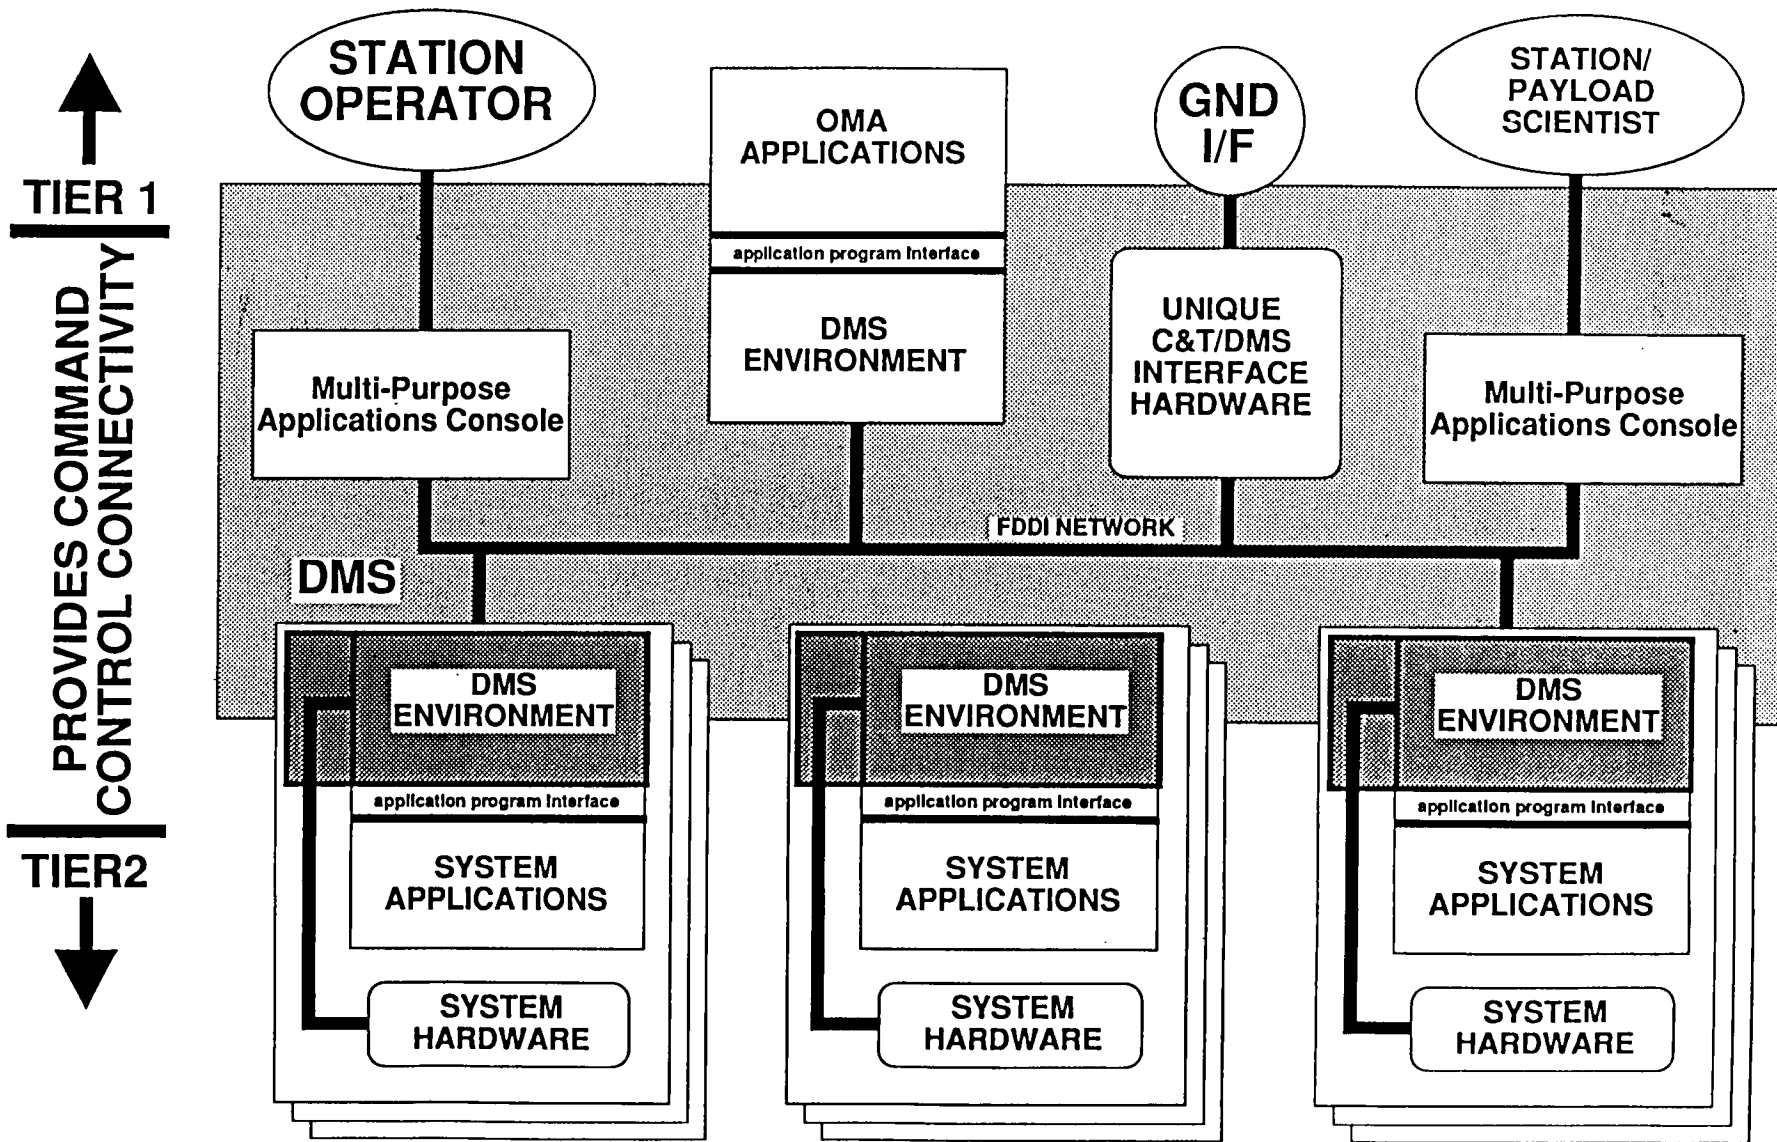 STATION
OPERATOR
OMA
APPLICATIONS
GND
I/F
STATION/
PAYLOAD
SCIENTIST
TIER 1
PROVIDES COMMAND
CONTROL CONNECTIVITY
TIER2
application program Interface
DMS
ENVIRONMENT
Multi-Purpose
Applications Console
UNIQUE
C&T/DMS
INTERFACE
HARDWARE
Multi-Purpose
Applications Console
FDDI NETWORK
DMS
DMS
ENVIRONMENT
application program Interface
SYSTEM
APPLICATIONS
SYSTEM
HARDWARE
DMS
ENVIRONMENT
application program Interface
SYSTEM
APPLICATIONS
SYSTEM
HARDWARE
DMS
ENVIRONMENT
application program Interface
SYSTEM
APPLICATIONS
SYSTEM
HARDWARE